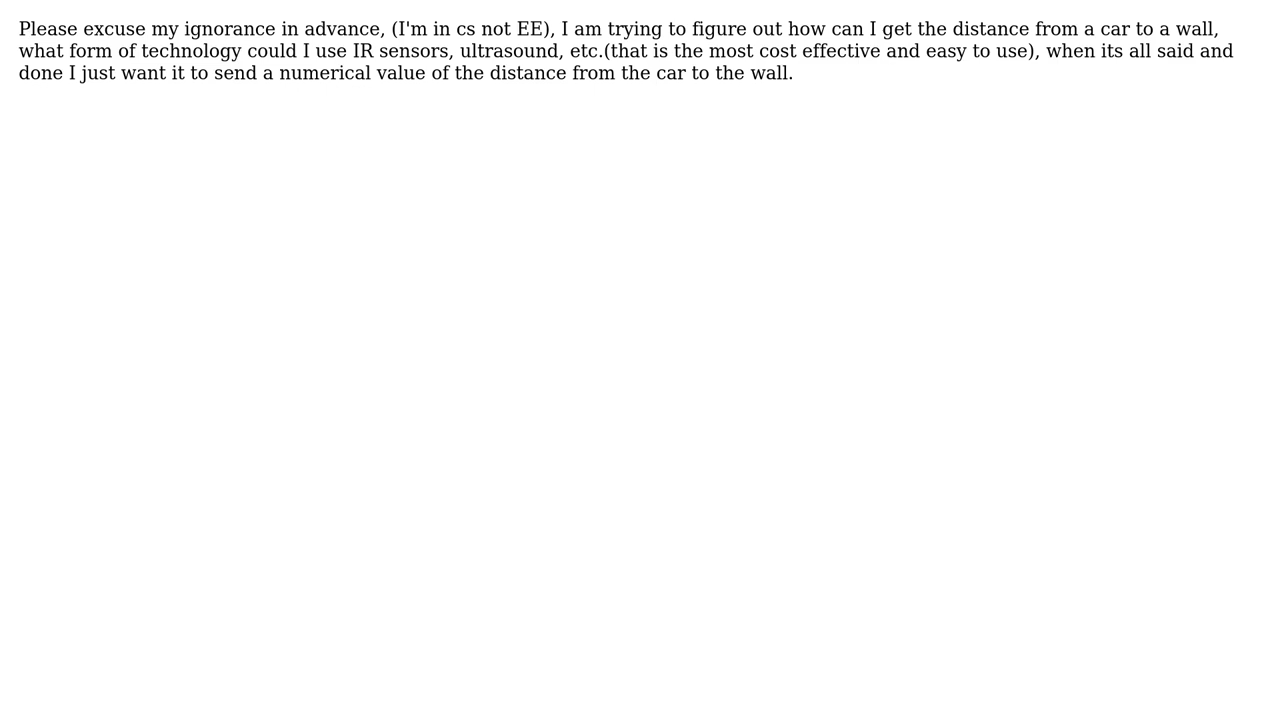 Please excuse my ignorance in advance, (I'm in cs not EE), I am trying to figure out how can I get the distance from a car to a wall,
what form of technology could I use IR sensors, ultrasound, etc.(that is the most cost effective and easy to use), when its all said and
done I just want it to send a numerical value of the distance from the car to the wall.